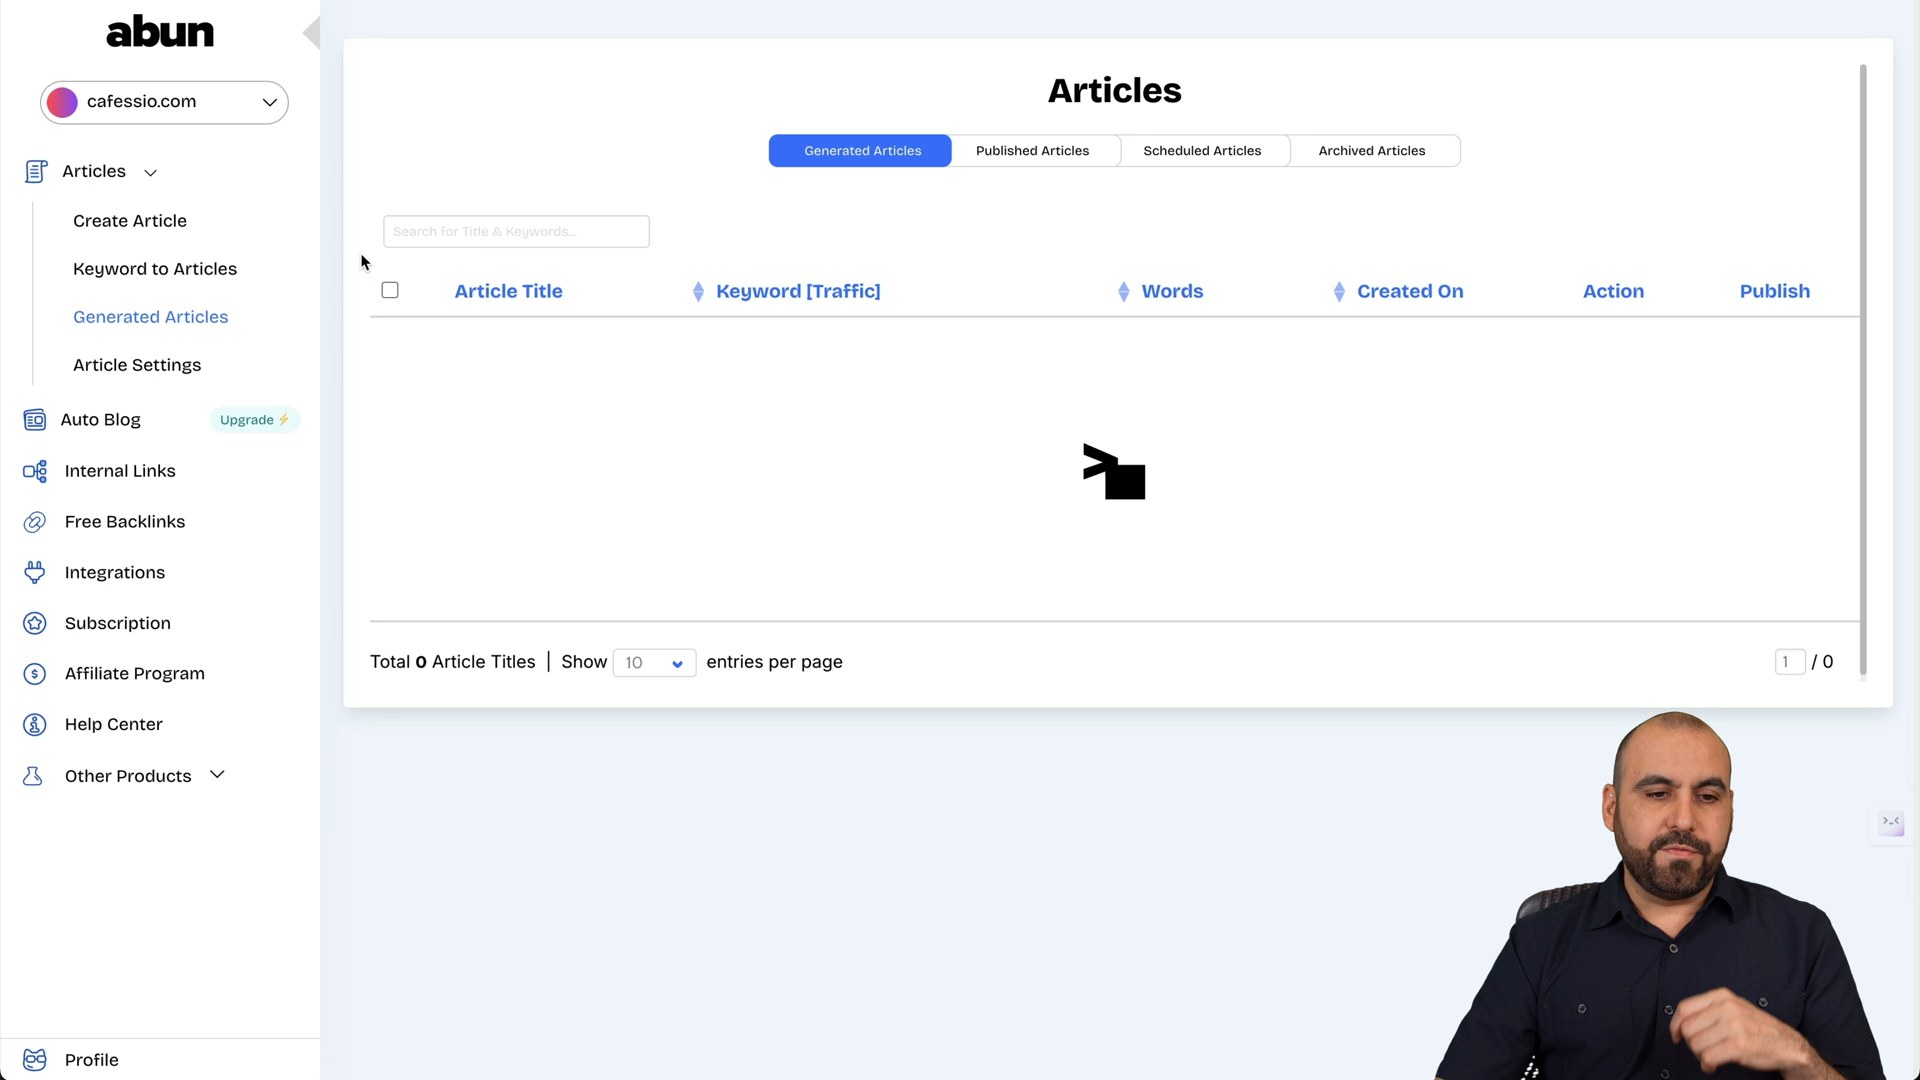 abun
cafessio.com
Articles
Create Article
Keyword to Articles
Generated Articles
Article Settings
Auto Blog
Upgrade ⚡
Internal Links
Free Backlinks
Integrations
Subscription
Affiliate Program
Help Center
Other Products
Profile
Articles
Generated Articles
Published Articles
Scheduled Articles
Archived Articles
Search for Title & Keywords...
Article Title
Keyword [Traffic]
Words
Created On
Action
Publish
Total 0 Article Titles | Show 10 entries per page
1 / 0